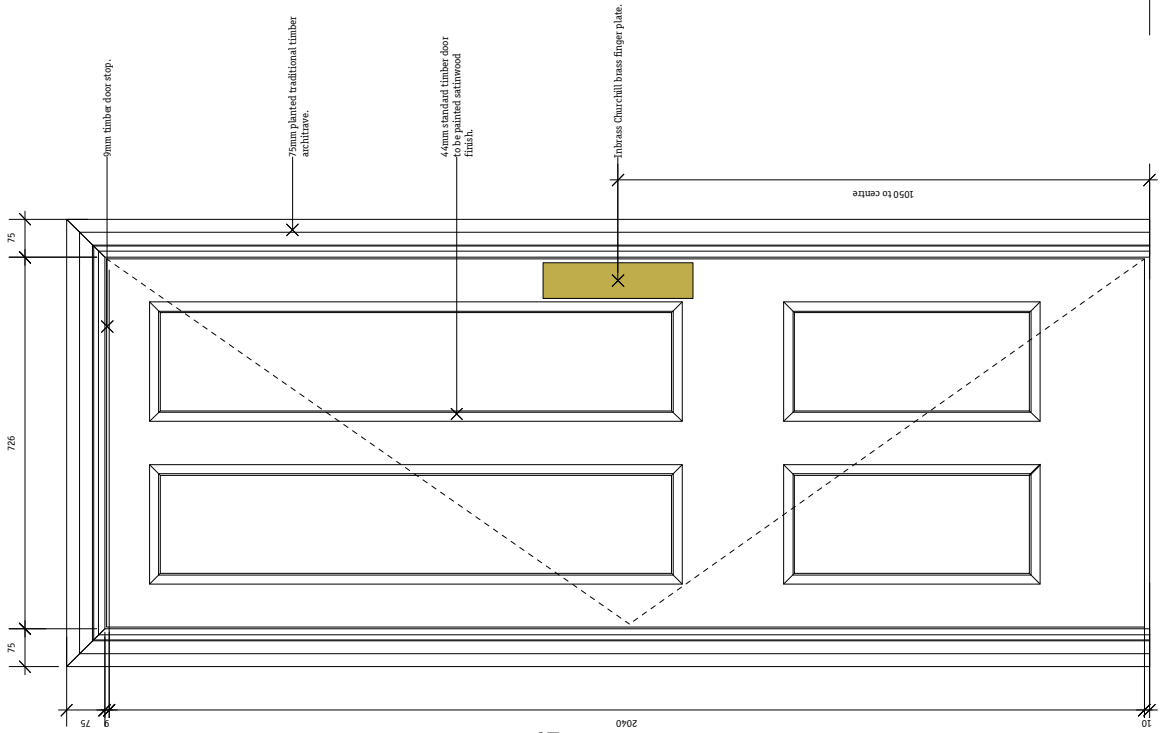 9mm timber door stop.
75mm planted traditional timber
architrave.
44mm standard timber door
to be painted satinwood
finish.
Inbrass Churchill brass finger plate.
1050 to centre
75
726
75
75
9
2040
10